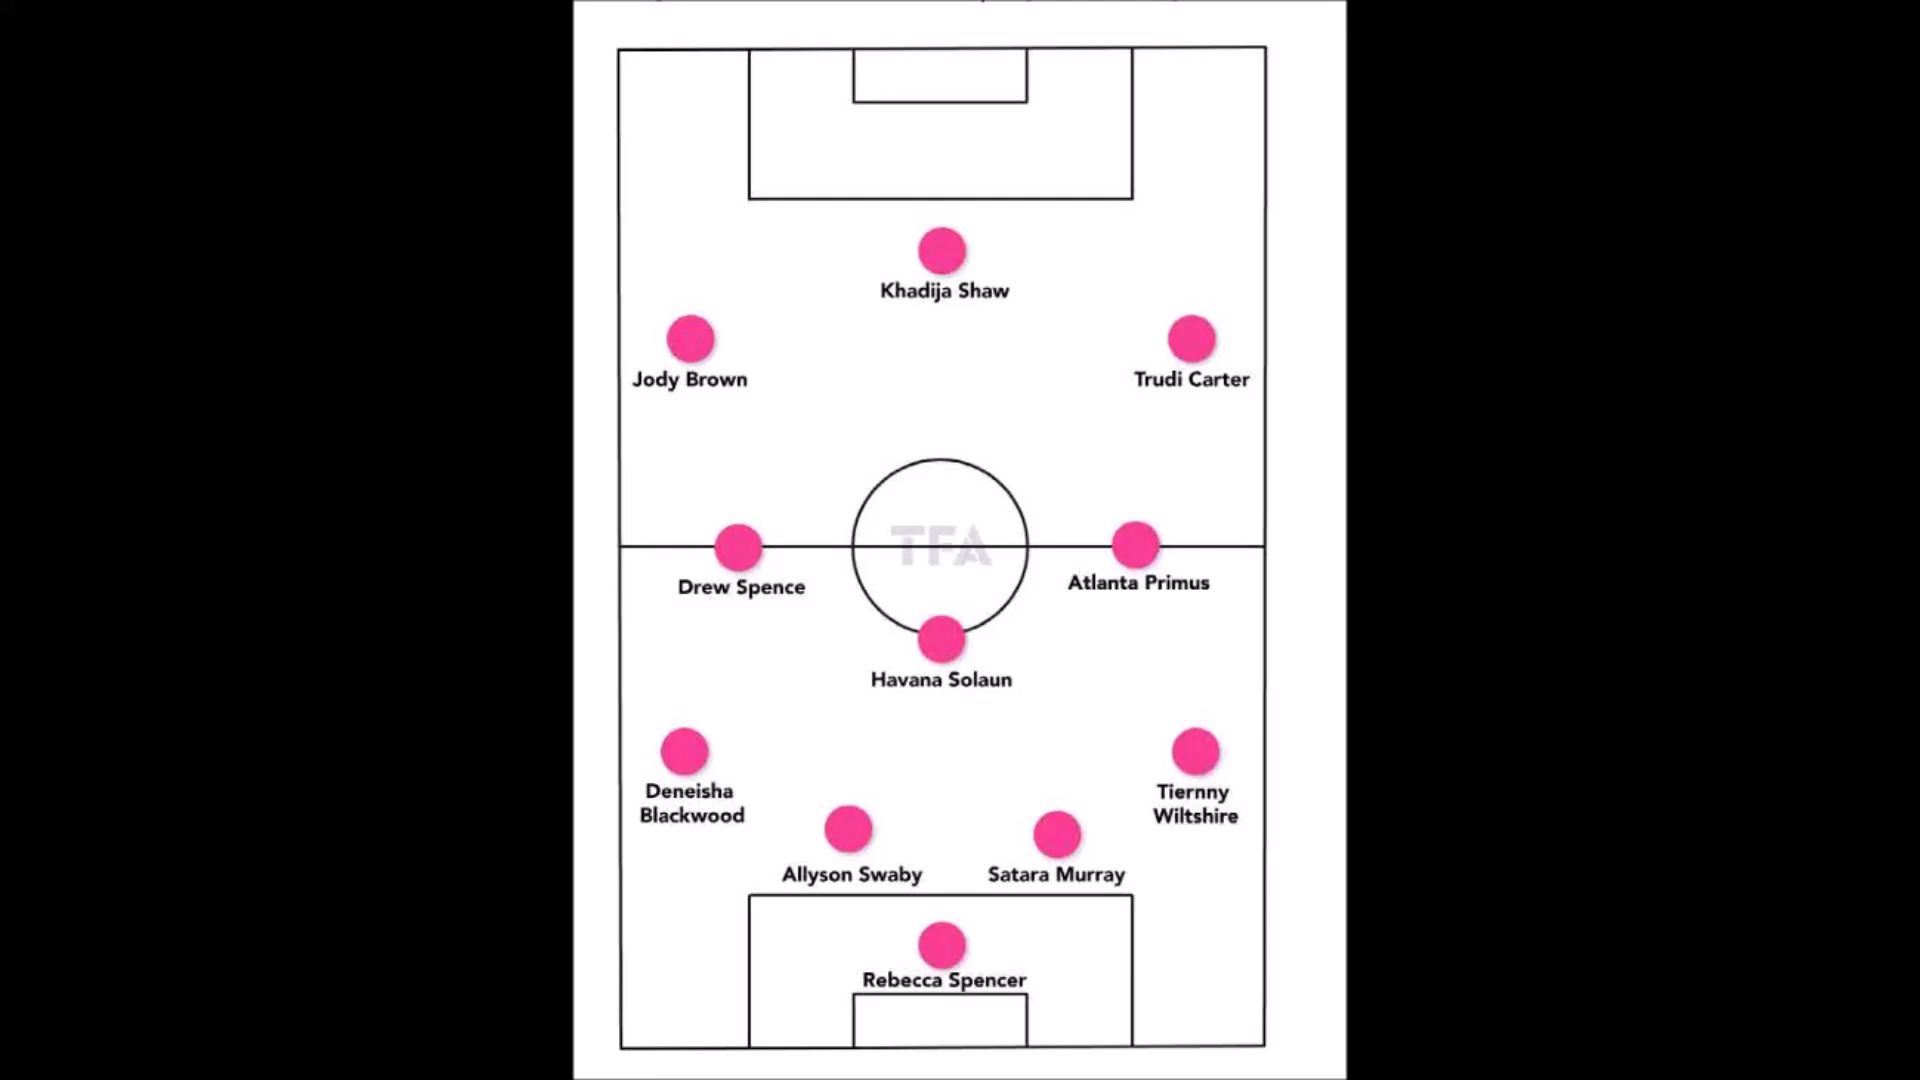 Khadija Shaw
Jody Brown
Trudi Carter
TFA
Drew Spence
Atlanta Primus
Havana Solaun
Deneisha
Blackwood
Tiernny
Wiltshire
Allyson Swaby
Satara Murray
Rebecca Spencer